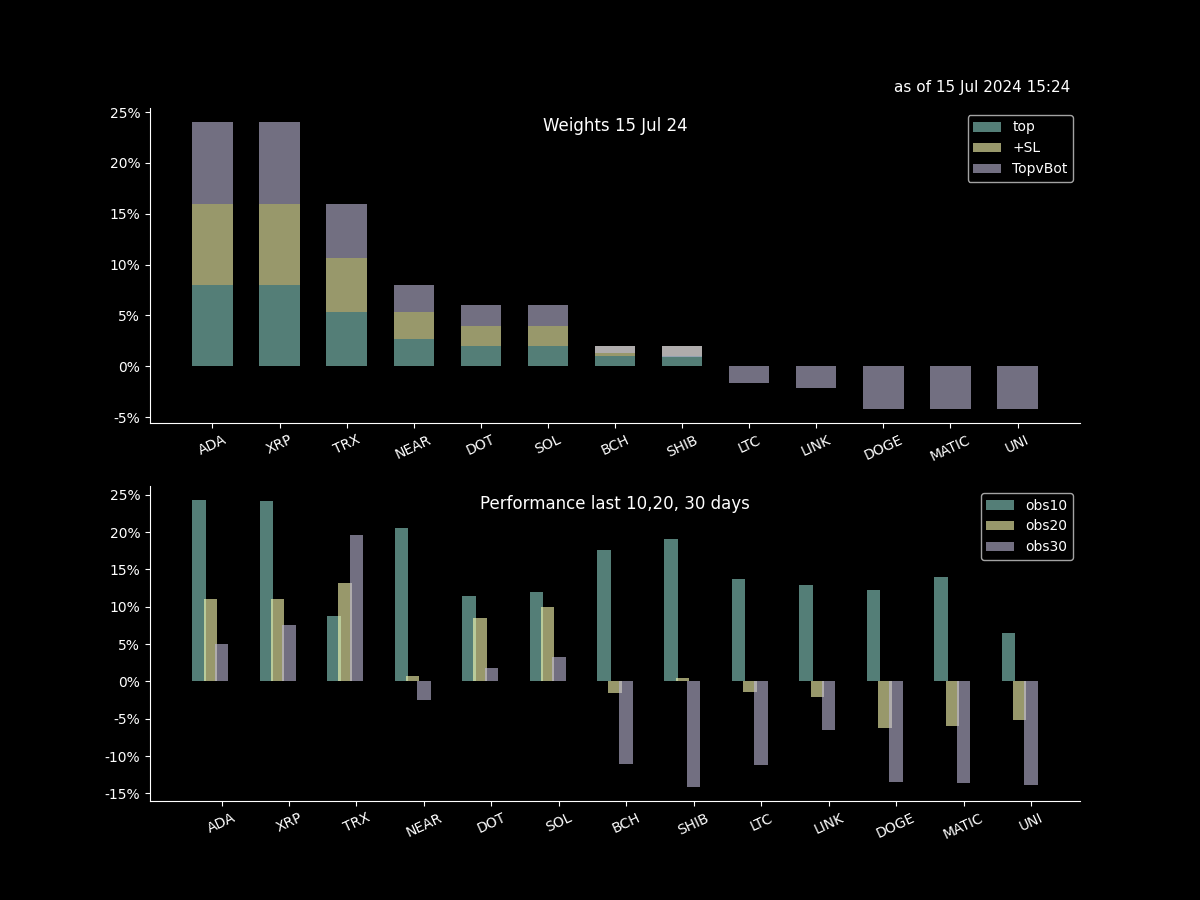 as of 15 Jul 2024 15:24
Weights 15 Jul 24
top
+SL
TopvBot
25%
20%
15%
10%
5%
0%
-5%
ADA XRP TRX NEAR DOT SOL BCH SHIB LTC LINK DOGE MATIC UNI
Performance last 10,20, 30 days
obs10
obs20
obs30
25%
20%
15%
10%
5%
0%
-5%
-10%
-15%
ADA XRP TRX NEAR DOT SOL BCH SHIB LTC LINK DOGE MATIC UNI